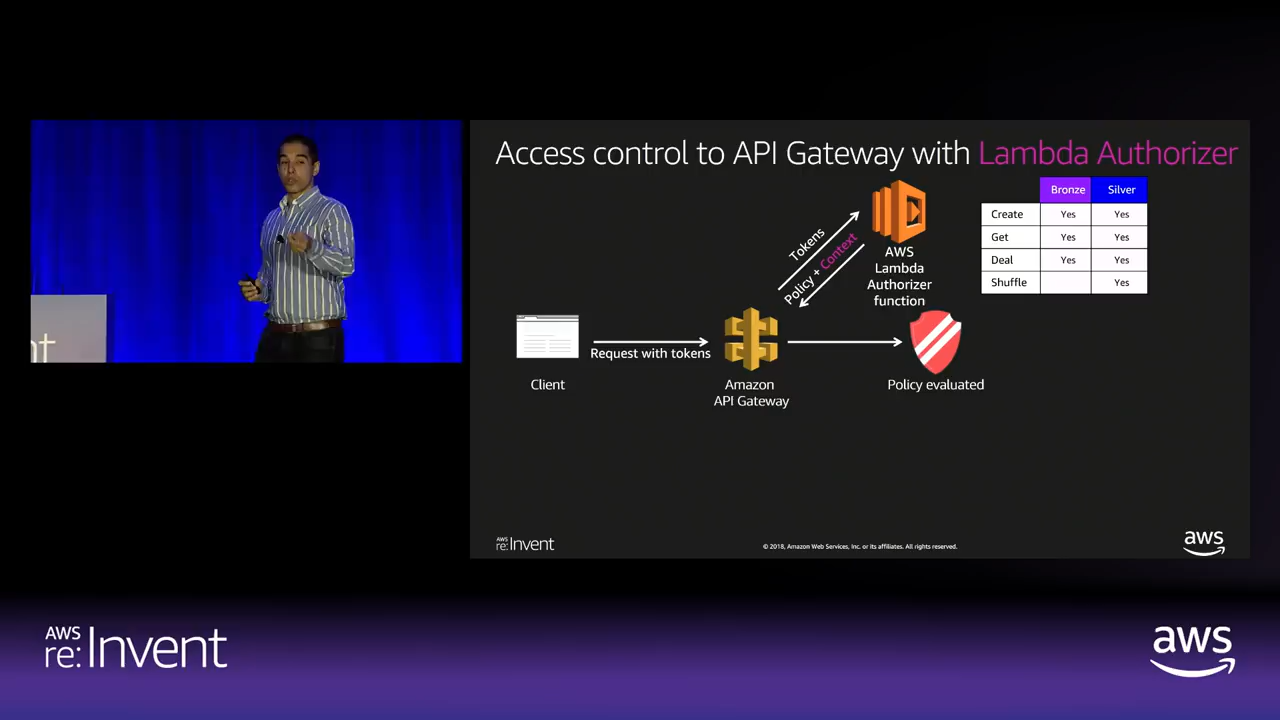 Access control to API Gateway with Lambda Authorizer
Bronze Silver
Create Yes Yes
Get Yes Yes
Deal Yes Yes
Shuffle Yes
Tokens
Policy + Context
AWS
Lambda
Authorizer
function
Request with tokens
Client
Amazon
API Gateway
Policy evaluated
nt
AWS
re:Invent
© 2018, Amazon Web Services, Inc. or its affiliates. All rights reserved.
aws
AWS
re:Invent
aws